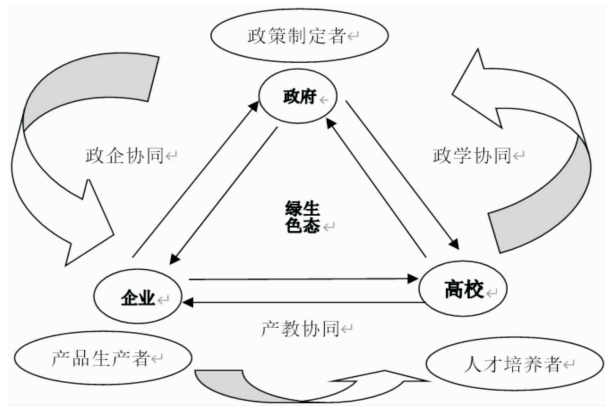 政策制定者
政府
政企协同
政学协同
绿生
色态
企业
高校
产教协同
产品生产者
人才培养者